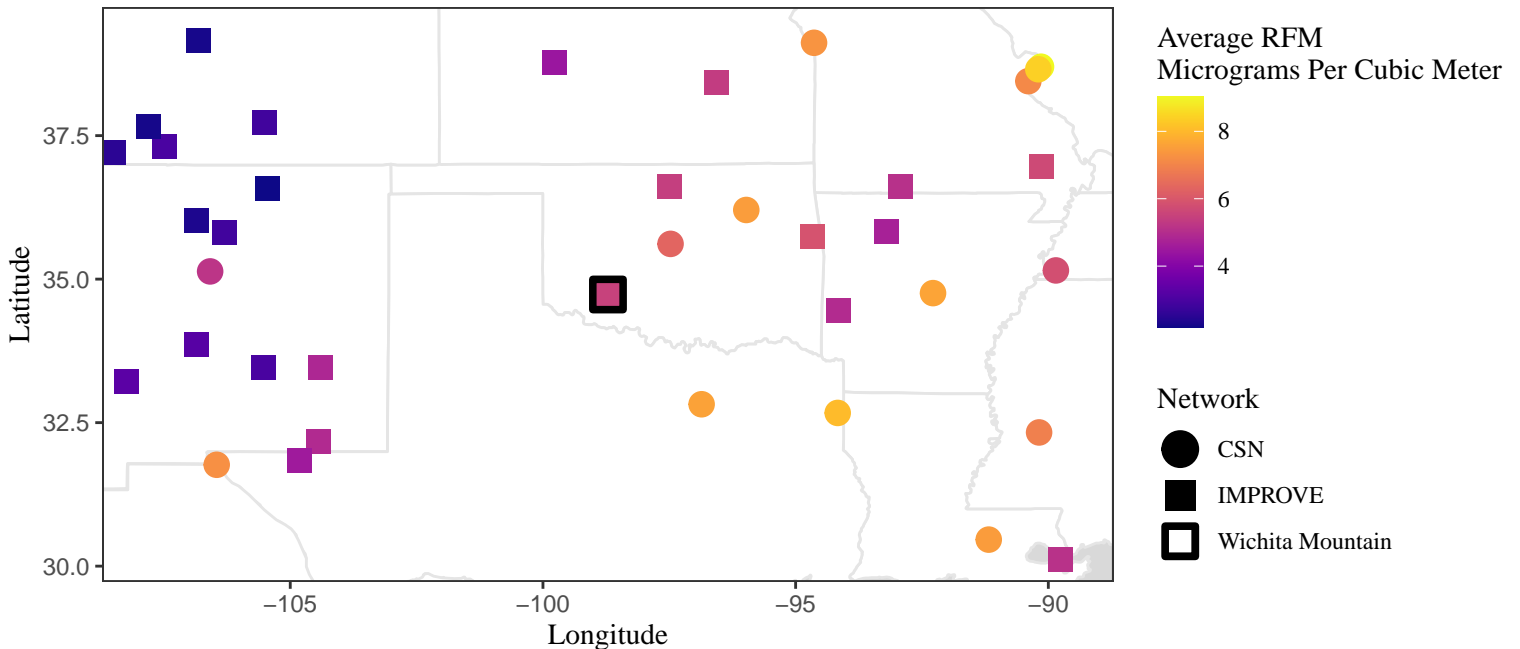 Average RFM
Micrograms Per Cubic Meter
8
6
4
Network
CSN
IMPROVE
Wichita Mountain
Latitude
37.5
35.0
32.5
30.0
−105
−100
−95
−90
Longitude